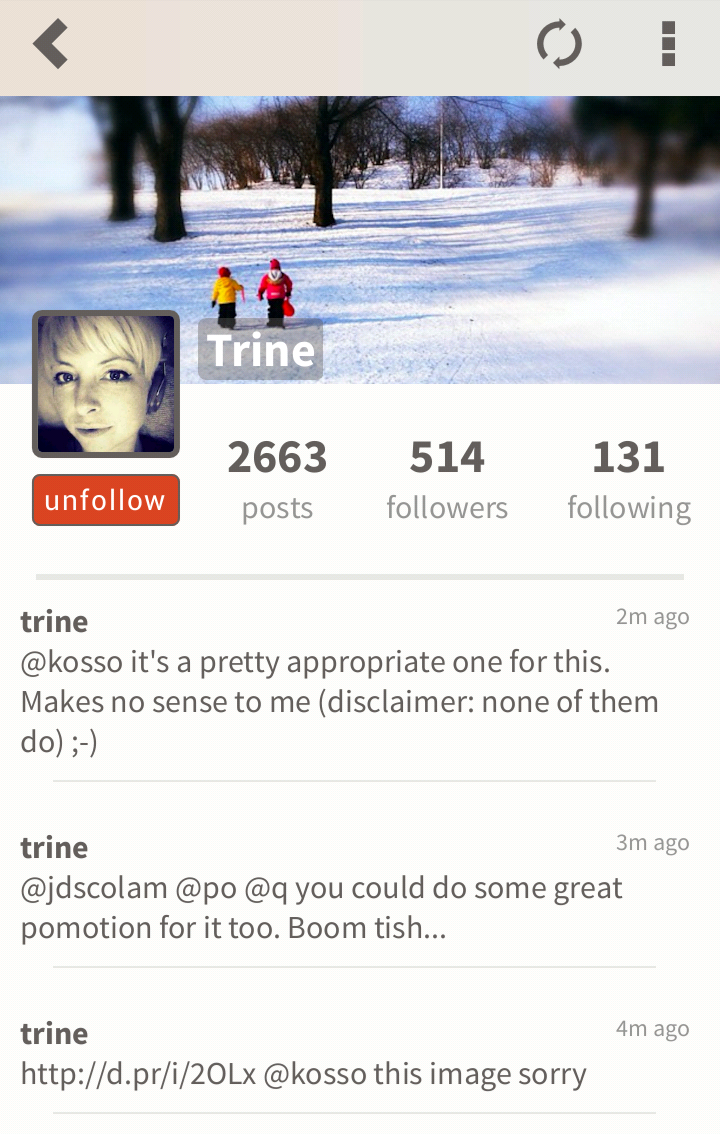 Trine
unfollow
2663
514
131
posts
followers
following
trine
2m ago
@kosso it's a pretty appropriate one for this.
Makes no sense to me (disclaimer: none of them
do) ;-)
trine
3m ago
@jdscolam @po @q you could do some great
pomotion for it too. Boom tish...
trine
4m ago
http://d.pr/i/2OLx @kosso this image sorry